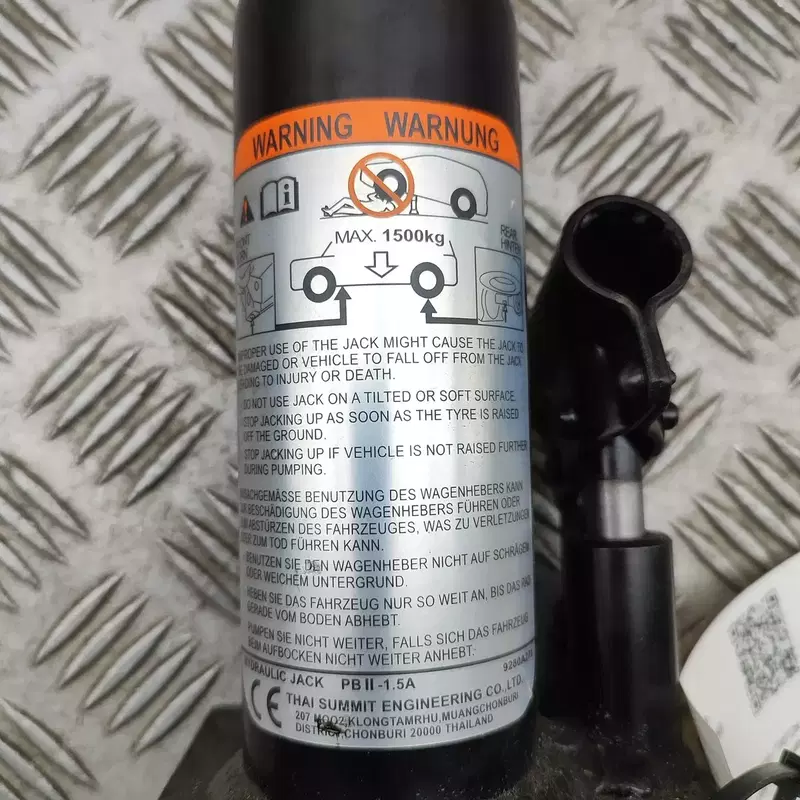 WARNING WARNUNG
MAX. 1500kg
REAR
HINTEN
IMPROPER USE OF THE JACK MIGHT CAUSE THE JACK TO
BE DAMAGED OR VEHICLE TO FALL OFF FROM THE JACK,
LEADING TO INJURY OR DEATH.
DO NOT USE JACK ON A TILTED OR SOFT SURFACE.
STOP JACKING UP AS SOON AS THE TYRE IS RAISED
OFF THE GROUND.
STOP JACKING UP IF VEHICLE IS NOT RAISED FURTHER
DURING PUMPING.
BENUTZUNG DES WAGENHEBERS KANN
BESCHÄDIGUNG DES WAGENHEBERS FÜHREN ODER
ABSTÜRZEN DES FAHRZEUGES, WAS ZU VERLETZUNGEN
ODER ZUM TOD FÜHREN KANN.
BENUTZEN SIE DEN WAGENHEBER NICHT AUF SCHRÄGEM
ODER WEICHEM UNTERGRUND.
HEBEN SIE DAS FAHRZEUG NUR SO WEIT AN, BIS DAS RAD
GERADE VOM BODEN ABHEBT.
PUMPEN SIE NICHT WEITER, FALLS SICH DAS FAHRZEUG
BEIM AUFBOCKEN NICHT WEITER ANHEBT.
HYDRAULIC JACK PB II -1.5A
CE THAI SUMMIT ENGINEERING CO.,LTD.
207 KLONGTAMRHU,MUANGCHONBURI
DISTRICT,CHONBURI 20000 THAILAND